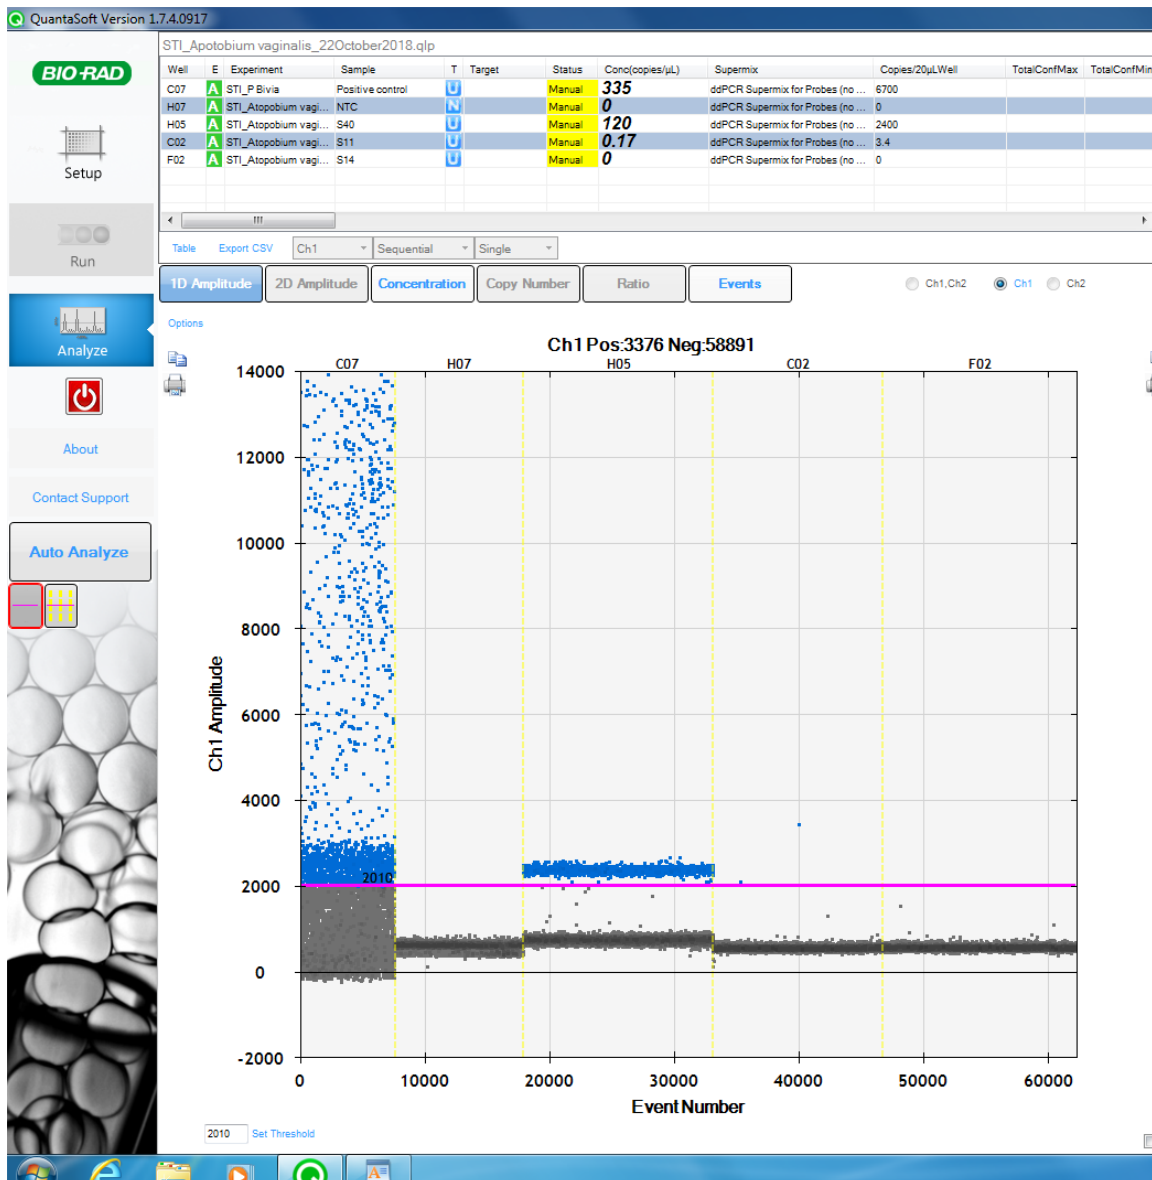 QuantaSoft Version 1.7.4.0917
STI_Apotobium vaginalis_22October2018.qlp
BIO-RAD
Well E Experiment Sample T Target Status Conc(copies/µL) Supermix Copies/20µLWell TotalConfMax TotalConfMin
C07 A STI_P Bivia Positive control U Manual 335 ddPCR Supermix for Probes (no ... 6700
H07 A STI_Atopobium vagi... NTC N Manual 0 ddPCR Supermix for Probes (no ... 0
H05 A STI_Atopobium vagi... S40 U Manual 120 ddPCR Supermix for Probes (no ... 2400
C02 A STI_Atopobium vagi... S11 U Manual 0.17 ddPCR Supermix for Probes (no ... 3.4
F02 A STI_Atopobium vagi... S14 U Manual 0 ddPCR Supermix for Probes (no ... 0
Setup
Run
Analyze
About
Contact Support
Auto Analyze
Table Export CSV Ch1 Sequential Single
1D Amplitude 2D Amplitude Concentration Copy Number Ratio Events Ch1,Ch2 Ch1 Ch2
Options
Ch1 Pos:3376 Neg:58891
C07 H07 H05 C02 F02
14000
12000
10000
8000
6000
4000
2000
0
-2000
Ch1 Amplitude
2010
0 10000 20000 30000 40000 50000 60000
Event Number
2010 Set Threshold